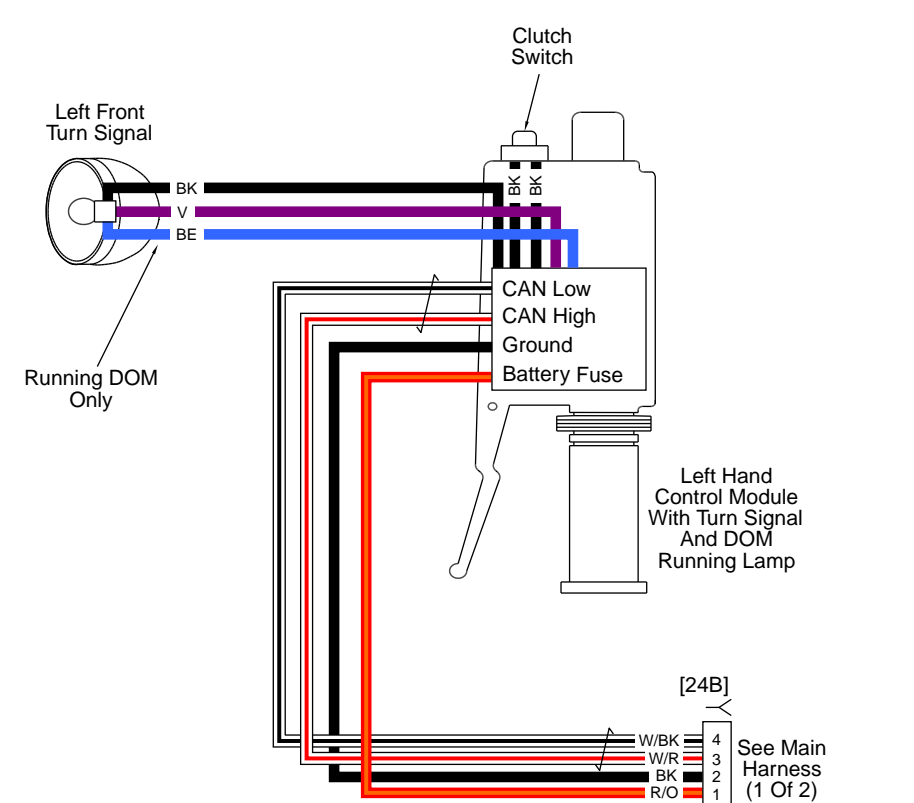 Clutch
Switch
Left Front
Turn Signal
BK
V
BE
BK
BK
CAN Low
CAN High
Ground
Battery Fuse
Running DOM
Only
Left Hand
Control Module
With Turn Signal
And DOM
Running Lamp
[24B]
W/BK 4
W/R 3
BK 2
R/O 1
See Main
Harness
(1 Of 2)